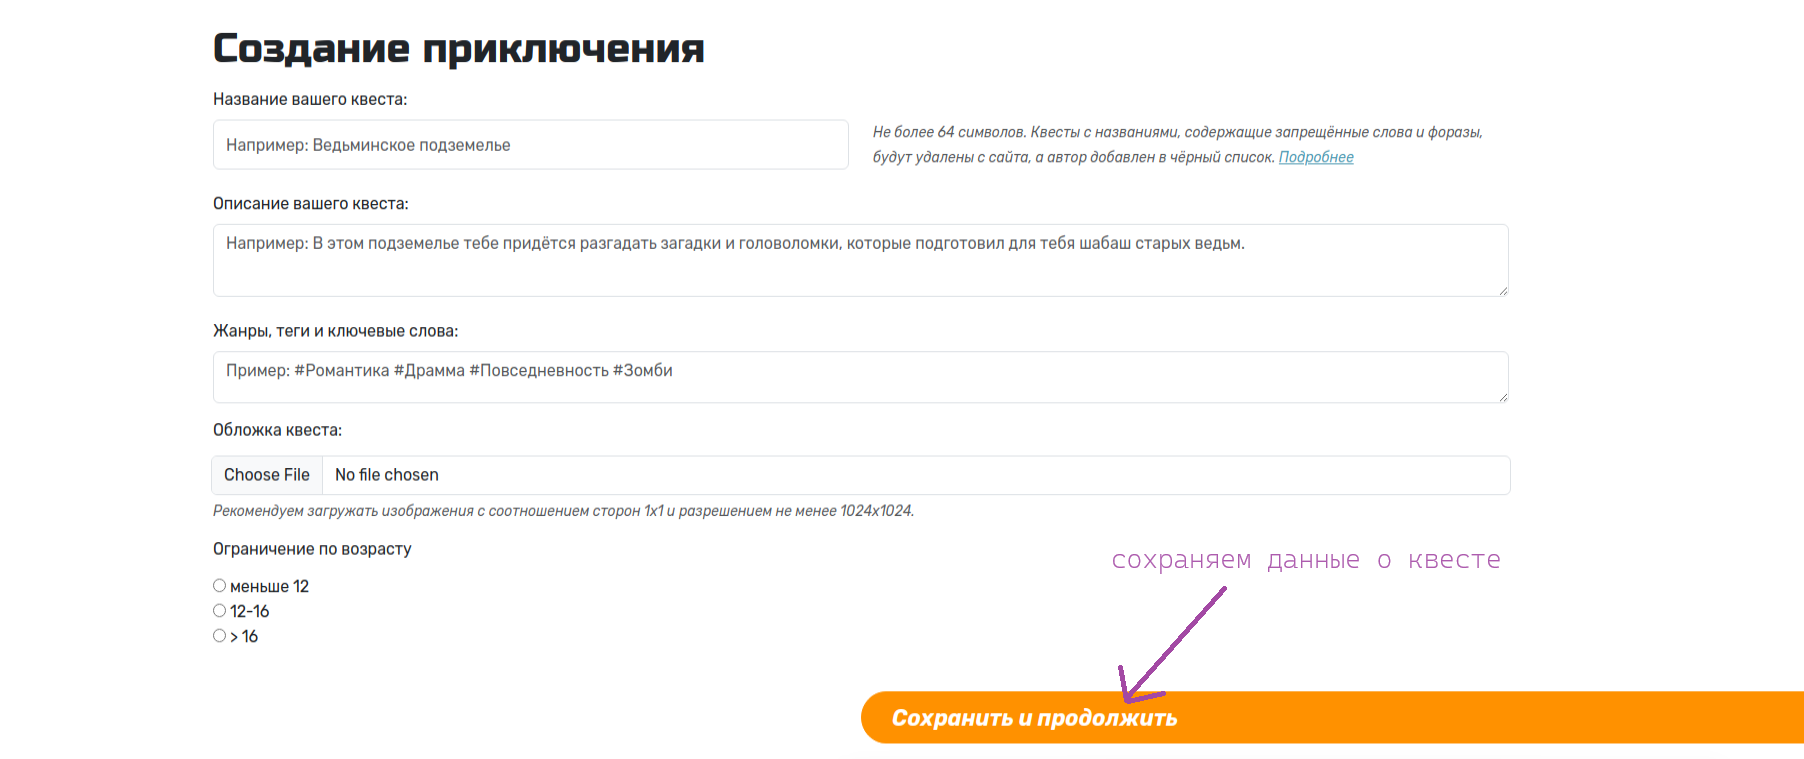 Создание приключения
Название вашего квеста:
Например: Ведьминское подземелье
Не более 64 символов. Квесты с названиями, содержащие запрещённые слова и форазы,
будут удалены с сайта, а автор добавлен в чёрный список. Подробнее
Описание вашего квеста:
Например: В этом подземелье тебе придётся разгадать загадки и головоломки, которые подготовил для тебя шабаш старых ведьм.
Жанры, теги и ключевые слова:
Пример: #Романтика #Драмма #Повседневность #Зомби
Обложка квеста:
Choose File No file chosen
Рекомендуем загружать изображения с соотношением сторон 1x1 и разрешением не менее 1024x1024.
Ограничение по возрасту
меньше 12
12-16
> 16
сохраняем данные о квесте
Сохранить и продолжить